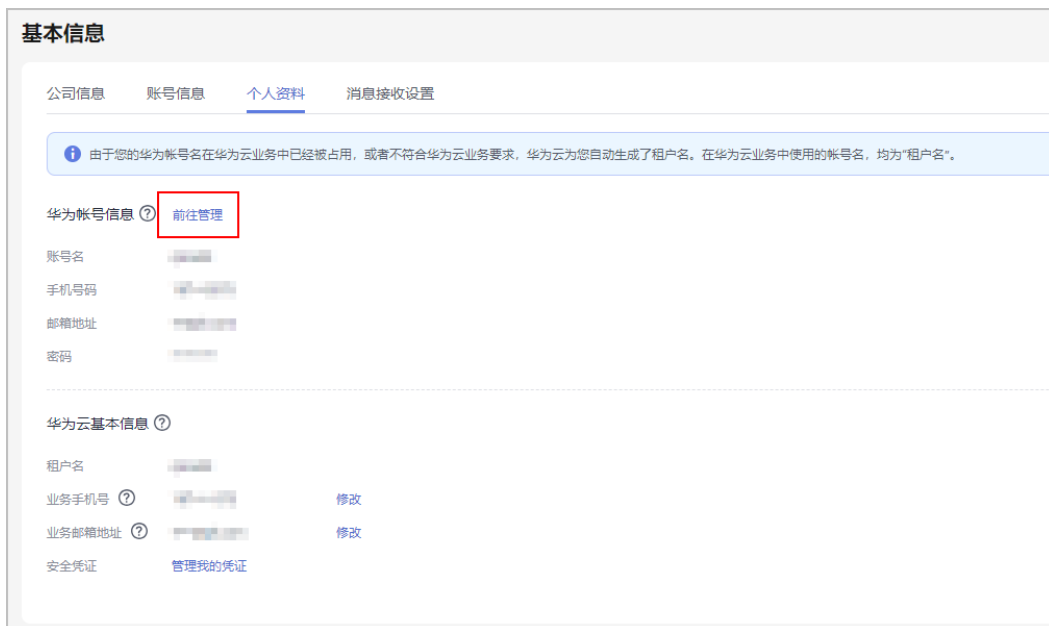 基本信息
公司信息 账号信息 个人资料 消息接收设置
由于您的华为帐号名在华为云业务中已经被占用，或者不符合华为云业务要求，华为云为您自动生成了租户名。在华为云业务中使用的帐号名，均为“租户名”。
华为帐号信息 ? 前往管理
账号名
手机号码
邮箱地址
密码
华为云基本信息 ?
租户名
业务手机号 ? 修改
业务邮箱地址 ? 修改
安全凭证 管理我的凭证